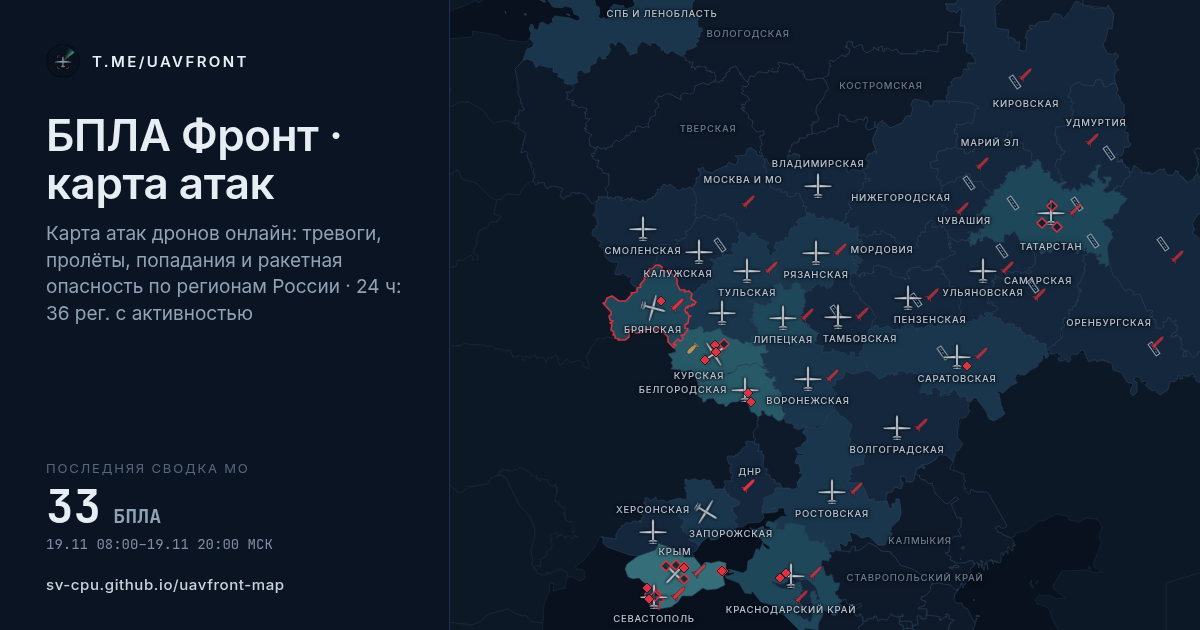 T.ME/UAVFRONT
БПЛА Фронт ·
карта атак
Карта атак дронов онлайн: тревоги,
пролёты, попадания и ракетная
опасность по регионам России · 24 ч:
36 рег. с активностью
ПОСЛЕДНЯЯ СВОДКА МО
33 БПЛА
19.11 08:00–19.11 20:00 МСК
sv-cpu.github.io/uavfront-map
СПБ И ЛЕНОБЛАСТЬ
ВОЛОГОДСКАЯ
КОСТРОМСКАЯ
КИРОВСКАЯ
ТВЕРСКАЯ
УДМУРТИЯ
МАРИЙ ЭЛ
ВЛАДИМИРСКАЯ
МОСКВА И МО
НИЖЕГОРОДСКАЯ
ЧУВАШИЯ
ТАТАРСТАН
СМОЛЕНСКАЯ
МОРДОВИЯ
КАЛУЖСКАЯ
РЯЗАНСКАЯ
САМАРСКАЯ
ТУЛЬСКАЯ
УЛЬЯНОВСКАЯ
ПЕНЗЕНСКАЯ
ОРЕНБУРГСКАЯ
БРЯНСКАЯ
ЛИПЕЦКАЯ
ТАМБОВСКАЯ
КУРСКАЯ
САРАТОВСКАЯ
БЕЛГОРОДСКАЯ
ВОРОНЕЖСКАЯ
ВОЛГОГРАДСКАЯ
ДНР
ХЕРСОНСКАЯ
РОСТОВСКАЯ
ЗАПОРОЖСКАЯ
КАЛМЫКИЯ
КРЫМ
СТАВРОПОЛЬСКИЙ КРАЙ
КРАСНОДАРСКИЙ КРАЙ
СЕВАСТОПОЛЬ